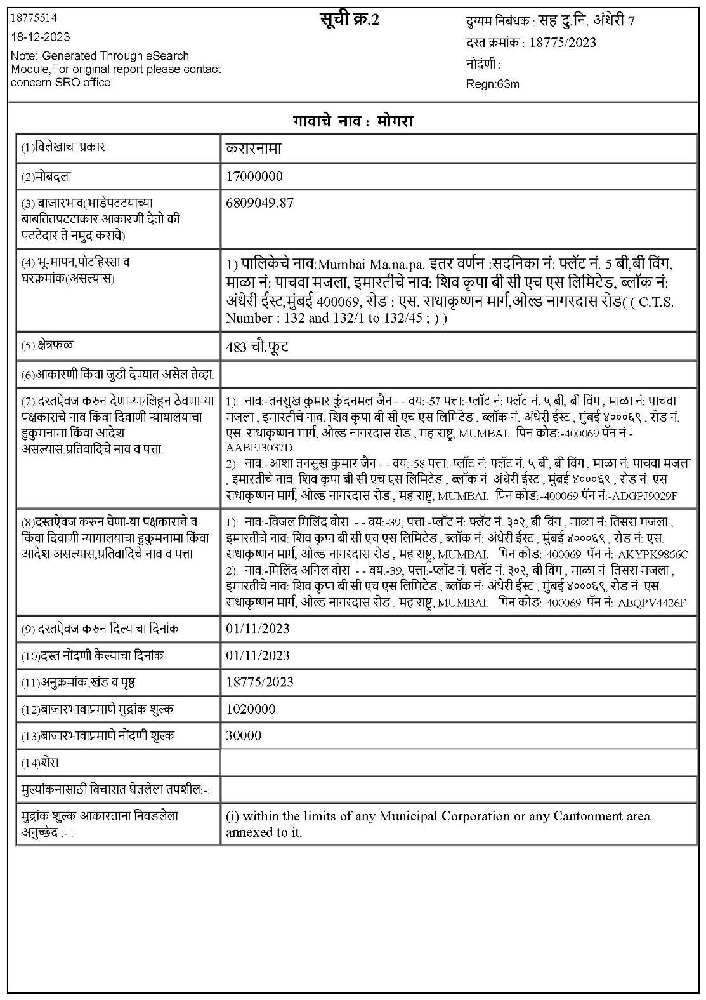 18775514
18-12-2023
Note:-Generated Through eSearch
Module,For original report please contact
concern SRO office.
सूची क्र.2
दुय्यम निबंधक : सह दु.नि. अंधेरी 7
दस्त क्रमांक : 18775/2023
नोदंणी :
Regn:63m
गावाचे नाव : मोगरा
(1)विलेखाचा प्रकार
करारनामा
(2)मोबदला
17000000
(3) बाजारभाव(भाडेपटटयाच्या
बाबतितपटटाकार आकारणी देतो की
पटटेदार ते नमुद करावे)
6809049.87
(4) भू-मापन,पोटहिस्सा व
घरक्रमांक(असल्यास)
1) पालिकेचे नाव:Mumbai Ma.na.pa. इतर वर्णन :सदनिका नं: फ्लॅट नं. 5 बी,बी विंग,
माळा नं: पाचवा मजला, इमारतीचे नाव: शिव कृपा बी सी एच एस लिमिटेड, ब्लॉक नं:
अंधेरी ईस्ट,मुंबई 400069, रोड : एस. राधाकृष्णन मार्ग,ओल्ड नागरदास रोड( ( C.T.S.
Number : 132 and 132/1 to 132/45 ; ) )
(5) क्षेत्रफळ
483 चौ.फूट
(6)आकारणी किंवा जुडी देण्यात असेल तेव्हा.
(7) दस्तऐवज करुन देणा-या/लिहून ठेवणा-या
पक्षकाराचे नाव किंवा दिवाणी न्यायालयाचा
हुकुमनामा किंवा आदेश
असल्यास,प्रतिवादिचे नाव व पत्ता.
1): नाव:-तनसुख कुमार कुंदनमल जैन - - वय:-57 पत्ता:-प्लॉट नं: फ्लॅट नं. ५ बी, बी विंग , माळा नं: पाचवा
मजला , इमारतीचे नाव: शिव कृपा बी सी एच एस लिमिटेड , ब्लॉक नं: अंधेरी ईस्ट , मुंबई ४०००६९ , रोड नं:
एस. राधाकृष्णन मार्ग, ओल्ड नागरदास रोड , महाराष्ट्र, MUMBAI. पिन कोड:-400069 पॅन नं:-
AABPJ3037D
2): नाव:-आशा तनसुख कुमार जैन - - वय:-58 पत्ता:-प्लॉट नं: फ्लॅट नं. ५ बी, बी विंग , माळा नं: पाचवा मजला
, इमारतीचे नाव: शिव कृपा बी सी एच एस लिमिटेड , ब्लॉक नं: अंधेरी ईस्ट , मुंबई ४०००६९ , रोड नं: एस.
राधाकृष्णन मार्ग, ओल्ड नागरदास रोड , महाराष्ट्र, MUMBAI. पिन कोड:-400069 पॅन नं:-ADGPJ9029F
(8)दस्तऐवज करुन घेणा-या पक्षकाराचे व
किंवा दिवाणी न्यायालयाचा हुकुमनामा किंवा
आदेश असल्यास,प्रतिवादिचे नाव व पत्ता
1): नाव:-विजल मिलिंद वोरा - - वय:-39; पत्ता:-प्लॉट नं: फ्लॅट नं. ३०२, बी विंग , माळा नं: तिसरा मजला ,
इमारतीचे नाव: शिव कृपा बी सी एच एस लिमिटेड , ब्लॉक नं: अंधेरी ईस्ट , मुंबई ४०००६९ , रोड नं: एस.
राधाकृष्णन मार्ग, ओल्ड नागरदास रोड , महाराष्ट्र, MUMBAI. पिन कोड:-400069 पॅन नं:-AKYPK9866C
2): नाव:-मिलिंद अनिल वोरा - - वय:-39; पत्ता:-प्लॉट नं: फ्लॅट नं. ३०२, बी विंग , माळा नं: तिसरा मजला ,
इमारतीचे नाव: शिव कृपा बी सी एच एस लिमिटेड , ब्लॉक नं: अंधेरी ईस्ट , मुंबई ४०००६९, रोड नं: एस.
राधाकृष्णन मार्ग, ओल्ड नागरदास रोड , महाराष्ट्र, MUMBAI. पिन कोड:-400069 पॅन नं:-AEQPV4426F
(9) दस्तऐवज करुन दिल्याचा दिनांक
01/11/2023
(10)दस्त नोंदणी केल्याचा दिनांक
01/11/2023
(11)अनुक्रमांक,खंड व पृष्ठ
18775/2023
(12)बाजारभावाप्रमाणे मुद्रांक शुल्क
1020000
(13)बाजारभावाप्रमाणे नोंदणी शुल्क
30000
(14)शेरा
मुल्यांकनासाठी विचारात घेतलेला तपशील:-:
मुद्रांक शुल्क आकारताना निवडलेला
अनुच्छेद :- :
(i) within the limits of any Municipal Corporation or any Cantonment area
annexed to it.